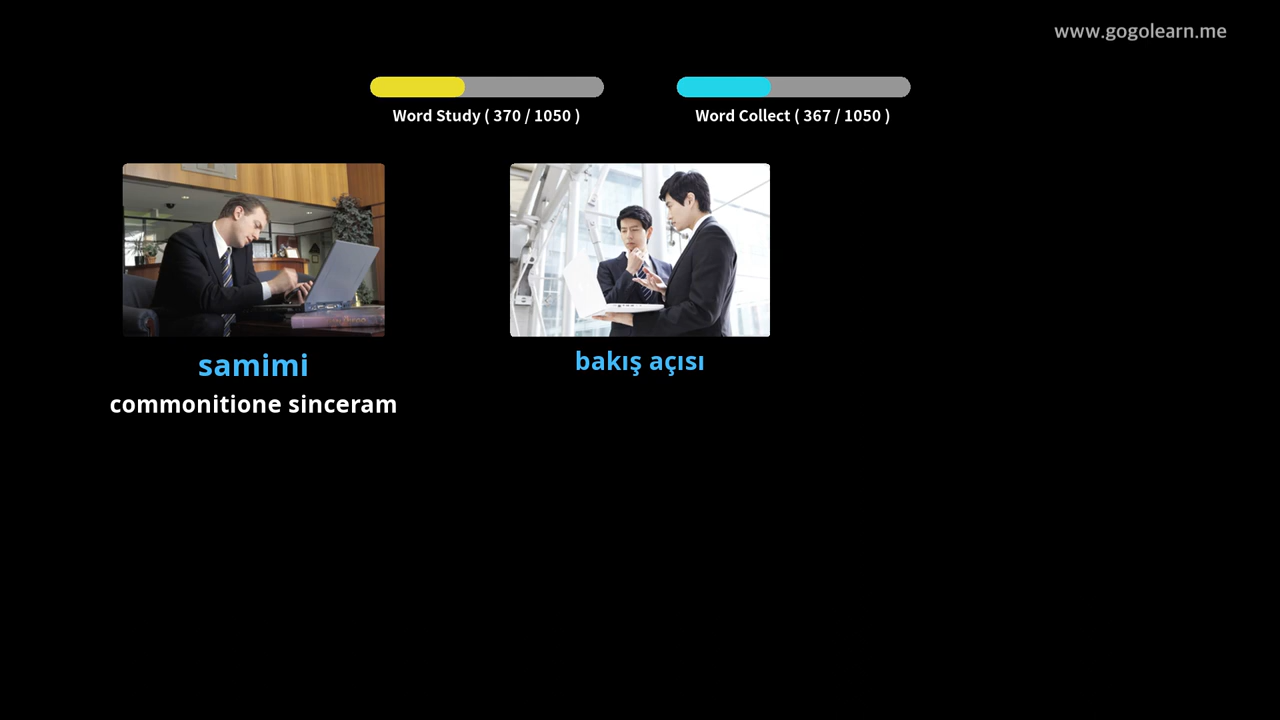 www.gogolearn.me
Word Study ( 370 / 1050 )
Word Collect ( 367 / 1050 )
samimi
commonitione sinceram
bakış açısı